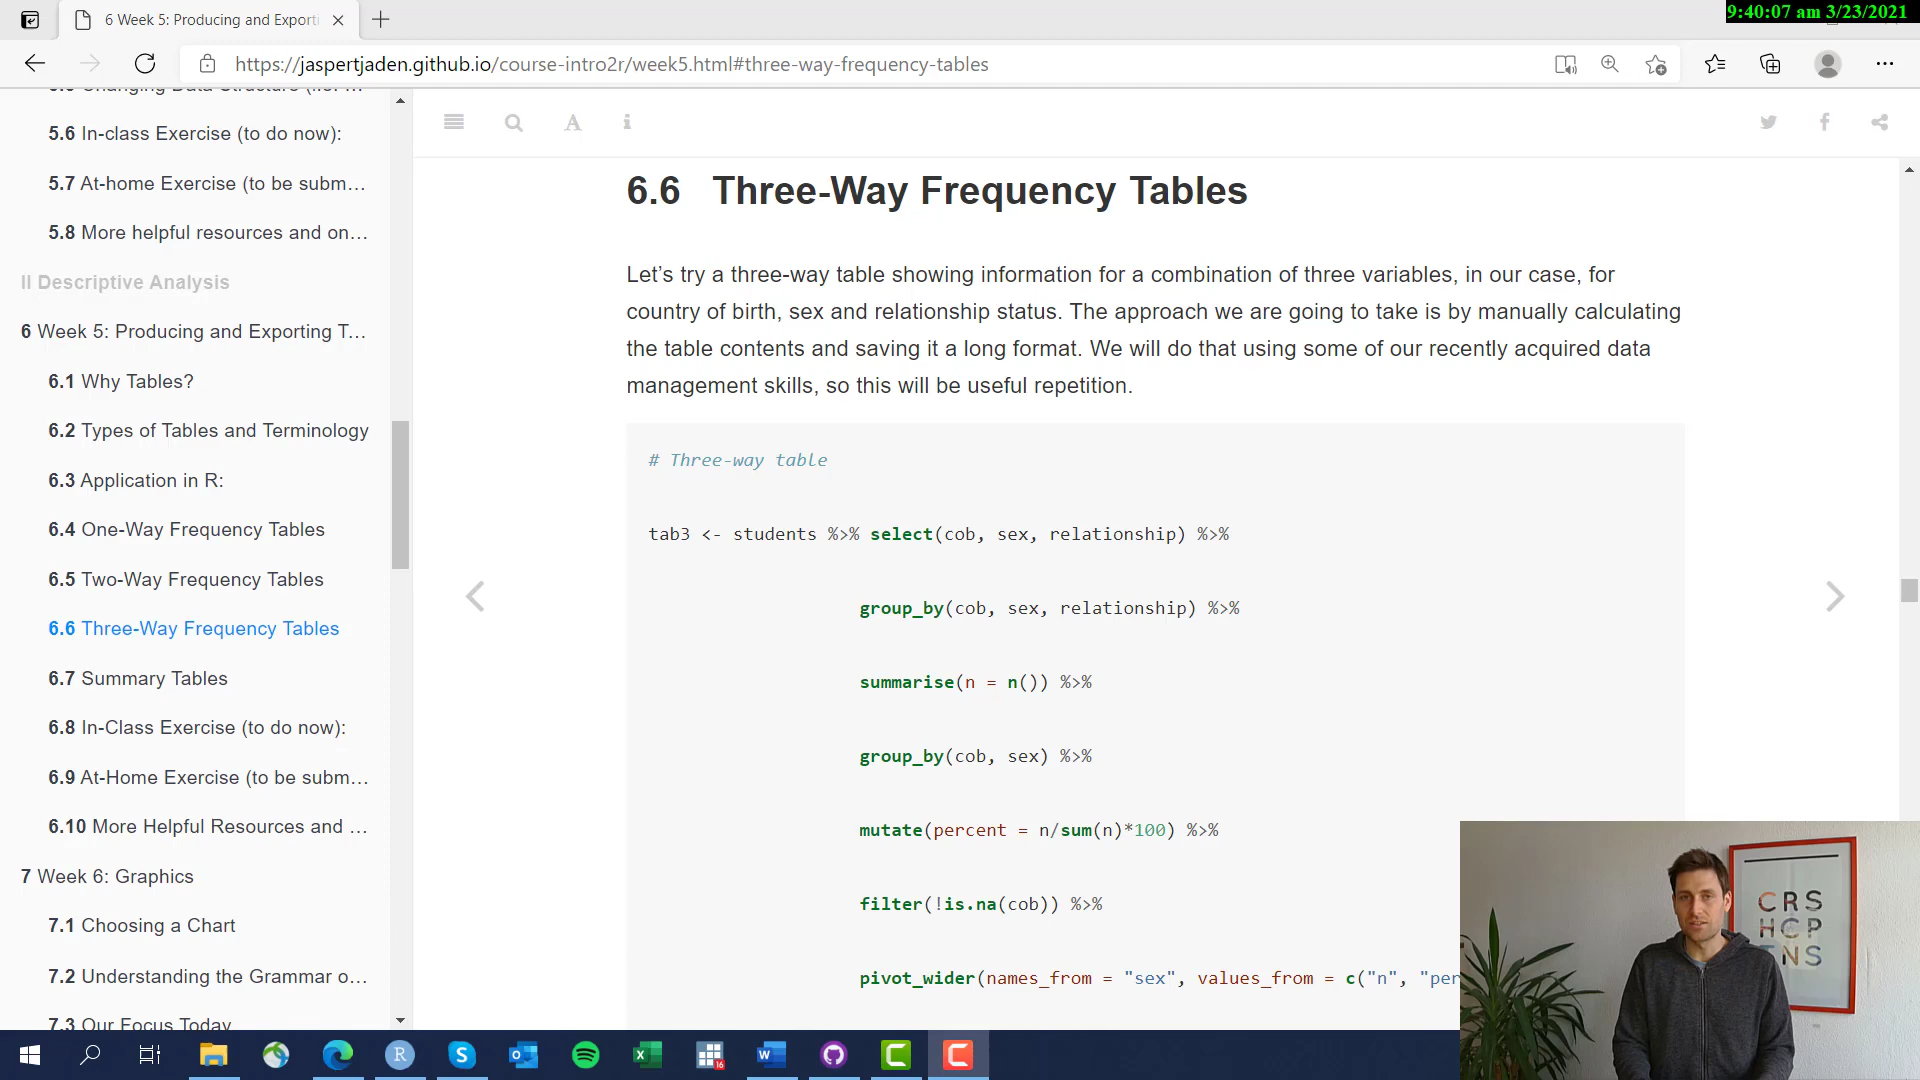 6 Week 5: Producing and Exporti
9:40:07 am 3/23/2021
https://jaspertjaden.github.io/course-intro2r/week5.html#three-way-frequency-tables
5.6 In-class Exercise (to do now):
5.7 At-home Exercise (to be subm…
5.8 More helpful resources and on…
II Descriptive Analysis
6 Week 5: Producing and Exporting T…
6.1 Why Tables?
6.2 Types of Tables and Terminology
6.3 Application in R:
6.4 One-Way Frequency Tables
6.5 Two-Way Frequency Tables
6.6 Three-Way Frequency Tables
6.7 Summary Tables
6.8 In-Class Exercise (to do now):
6.9 At-Home Exercise (to be subm…
6.10 More Helpful Resources and …
7 Week 6: Graphics
7.1 Choosing a Chart
7.2 Understanding the Grammar o…
7.3 Our Focus Today
6.6 Three-Way Frequency Tables
Let’s try a three-way table showing information for a combination of three variables, in our case, for
country of birth, sex and relationship status. The approach we are going to take is by manually calculating
the table contents and saving it a long format. We will do that using some of our recently acquired data
management skills, so this will be useful repetition.
# Three-way table
tab3 <- students %>% select(cob, sex, relationship) %>%
group_by(cob, sex, relationship) %>%
summarise(n = n()) %>%
group_by(cob, sex) %>%
mutate(percent = n/sum(n)*100) %>%
filter(!is.na(cob)) %>%
pivot_wider(names_from = "sex", values_from = c("n", "per
CRS
HCP
NS
16